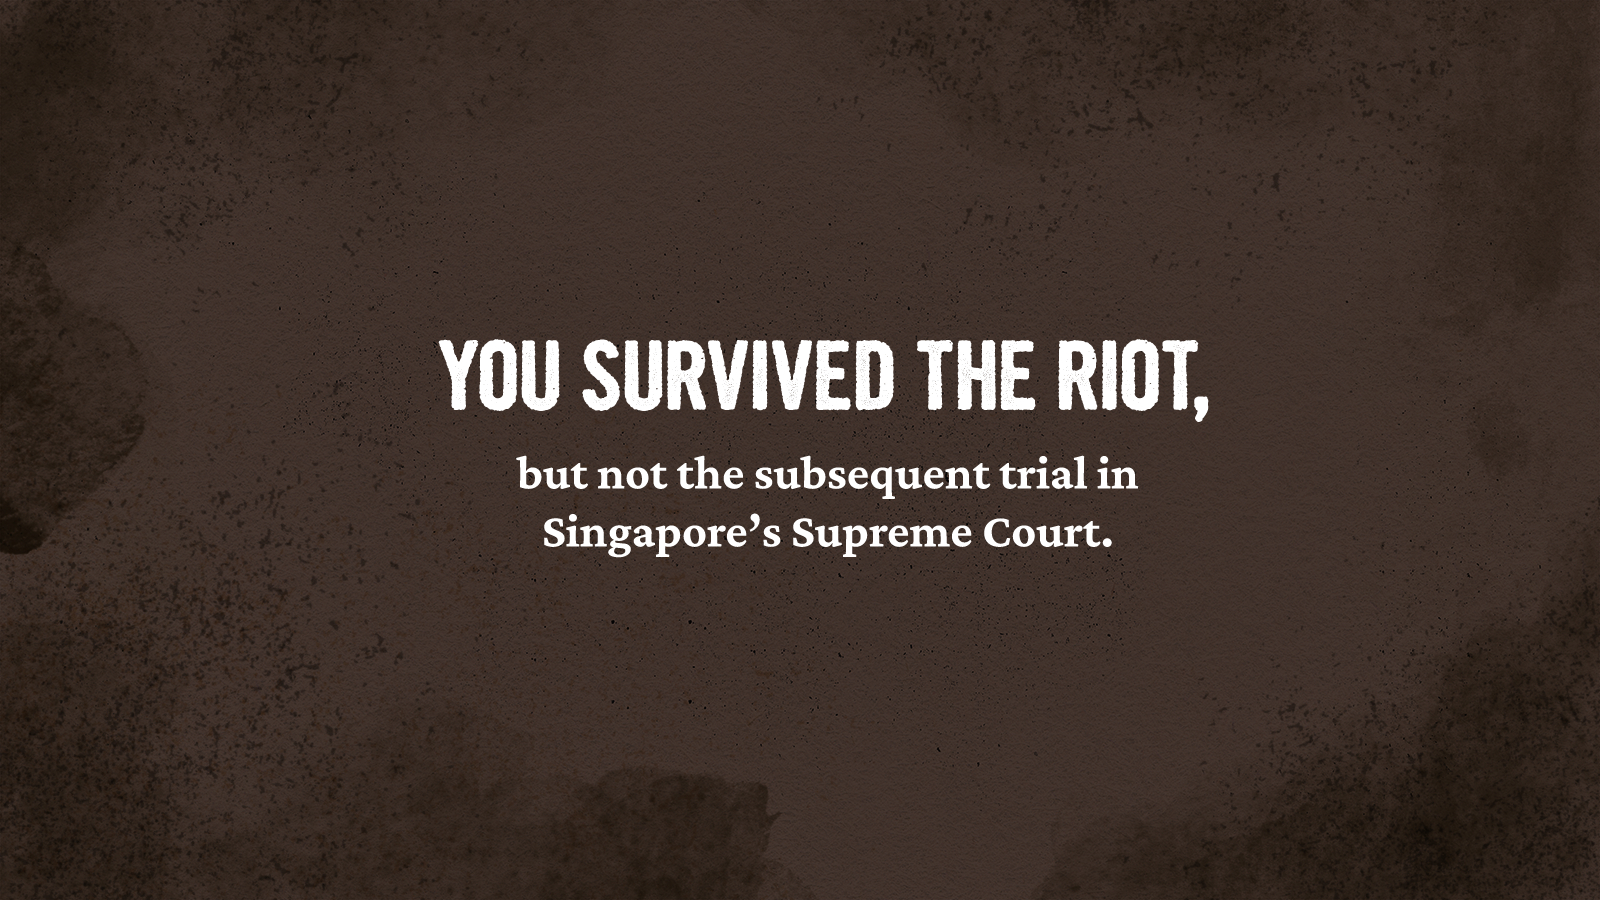 YOU SURVIVED THE RIOT,
but not the subsequent trial in
Singapore’s Supreme Court.